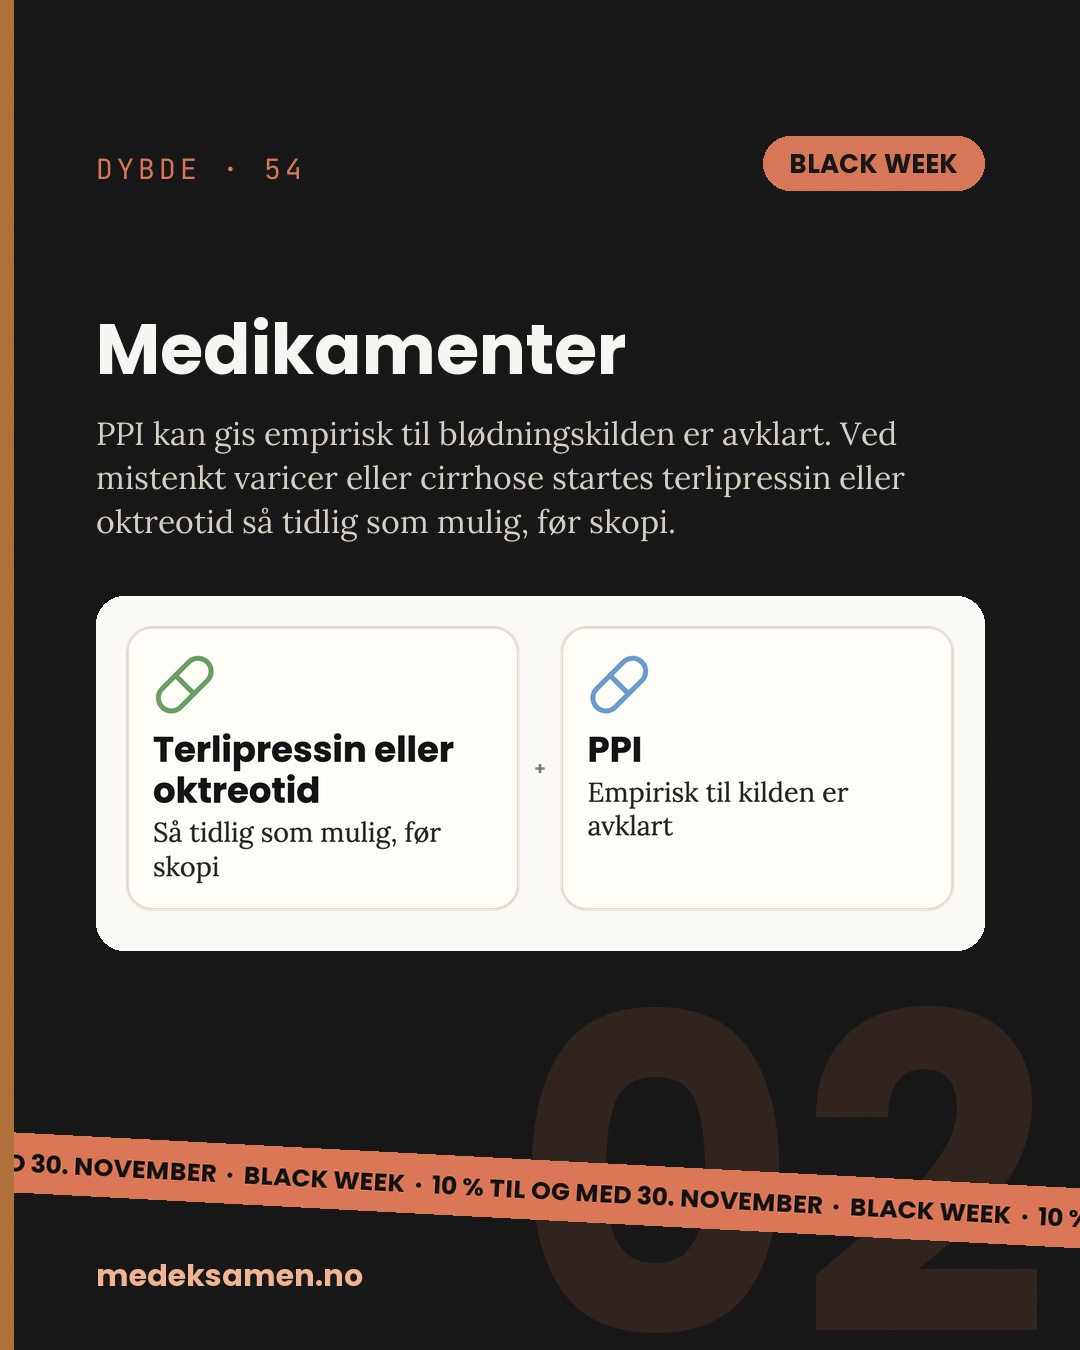 DYBDE · 54
BLACK WEEK
Medikamenter
PPI kan gis empirisk til blødningskilden er avklart. Ved
mistenkt varicer eller cirrhose startes terlipressin eller
oktreotid så tidlig som mulig, før skopi.
Terlipressin eller
oktreotid
Så tidlig som mulig, før
skopi
+
PPI
Empirisk til kilden er
avklart
02
30. NOVEMBER · BLACK WEEK · 10 % TIL OG MED 30. NOVEMBER · BLACK WEEK · 10 %
medeksamen.no